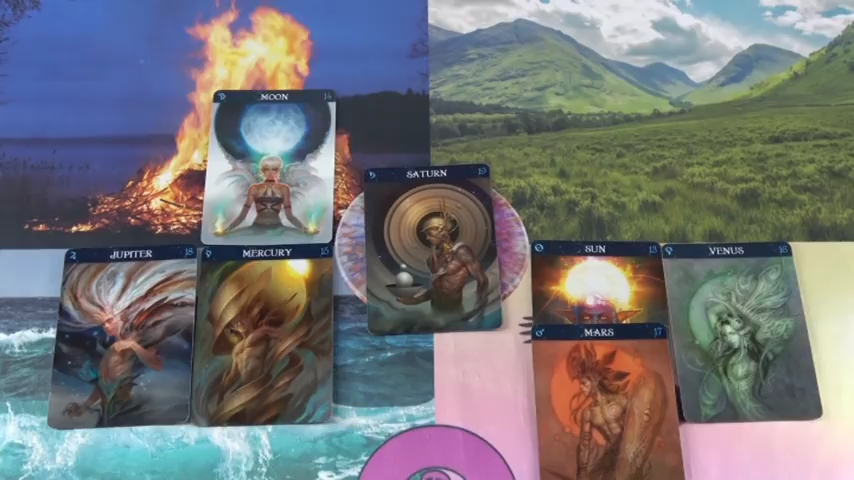 MOON 14
SATURN 19
JUPITER 18
MERCURY 15
SUN 13
VENUS 16
MARS 17